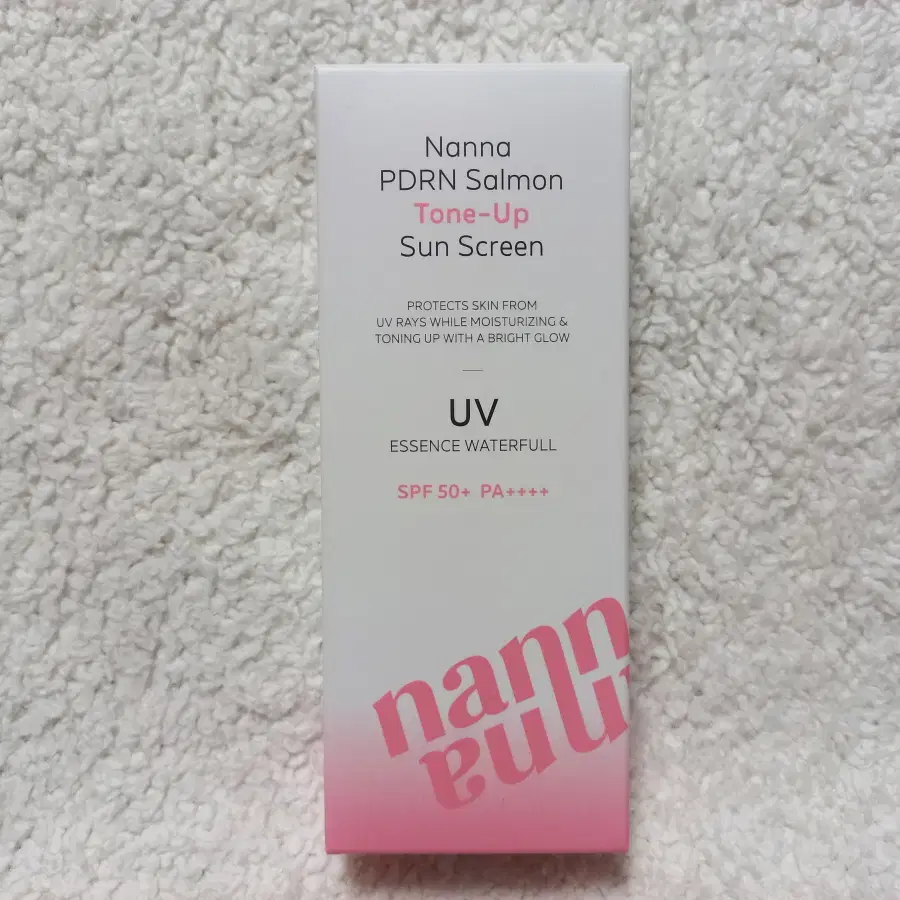 Nanna
PDRN Salmon
Tone-Up
Sun Screen
PROTECTS SKIN FROM
UV RAYS WHILE MOISTURIZING &
TONING UP WITH A BRIGHT GLOW
UV
ESSENCE WATERFULL
SPF 50+ PA++++
nann
anna